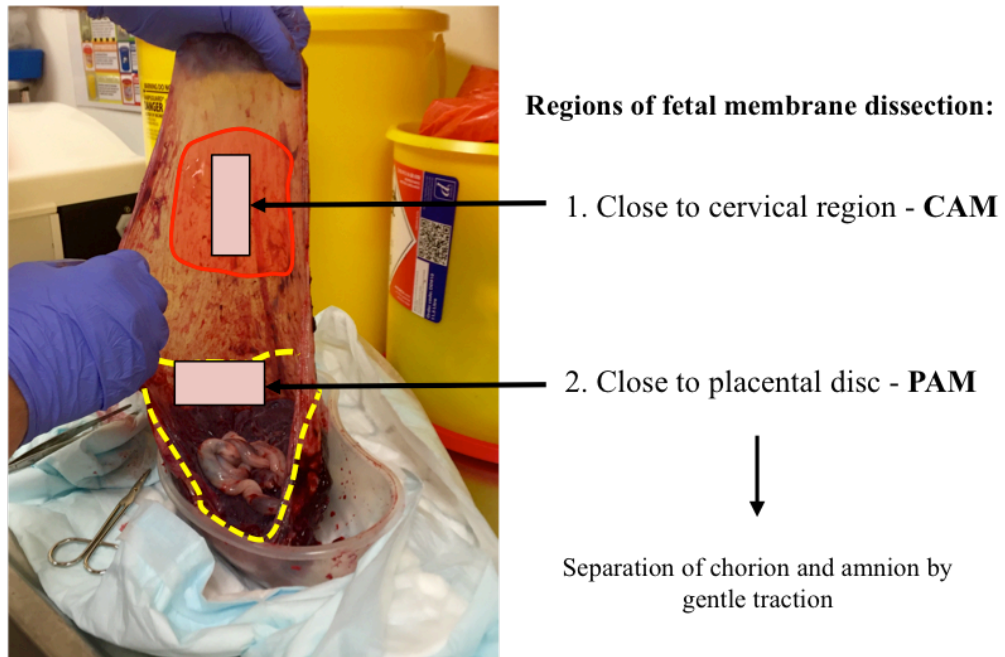 Regions of fetal membrane dissection:
1. Close to cervical region - CAM
2. Close to placental disc - PAM
Separation of chorion and amnion by
gentle traction
DANGER